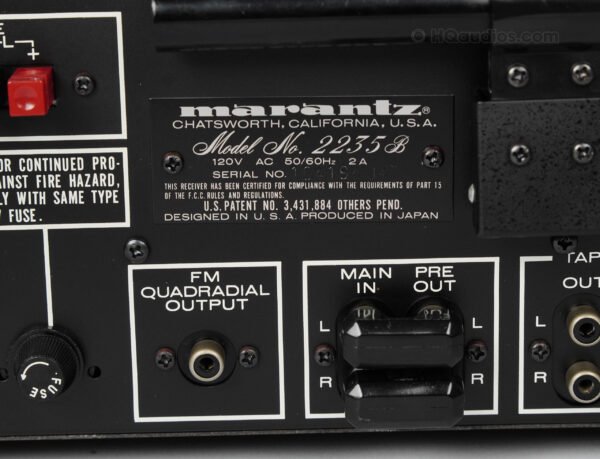 © HQaudios.com
E
L +
marantz®
CHATSWORTH, CALIFORNIA, U.S.A.
Model No. 2235B
120V AC 50/60Hz 2A
SERIAL NO.
THIS RECEIVER HAS BEEN CERTIFIED FOR COMPLIANCE WITH THE REQUIREMENTS OF PART 15
OF THE F.C.C. RULES AND REGULATIONS.
U.S. PATENT NO. 3,431,884 OTHERS PEND.
DESIGNED IN U.S.A. PRODUCED IN JAPAN
OR CONTINUED PRO-
AINST FIRE HAZARD,
LY WITH SAME TYPE
FUSE.
FUSE
FM
QUADRADIAL
OUTPUT
MAIN IN
PRE OUT
L L
R R
TAP
OUT
L
R